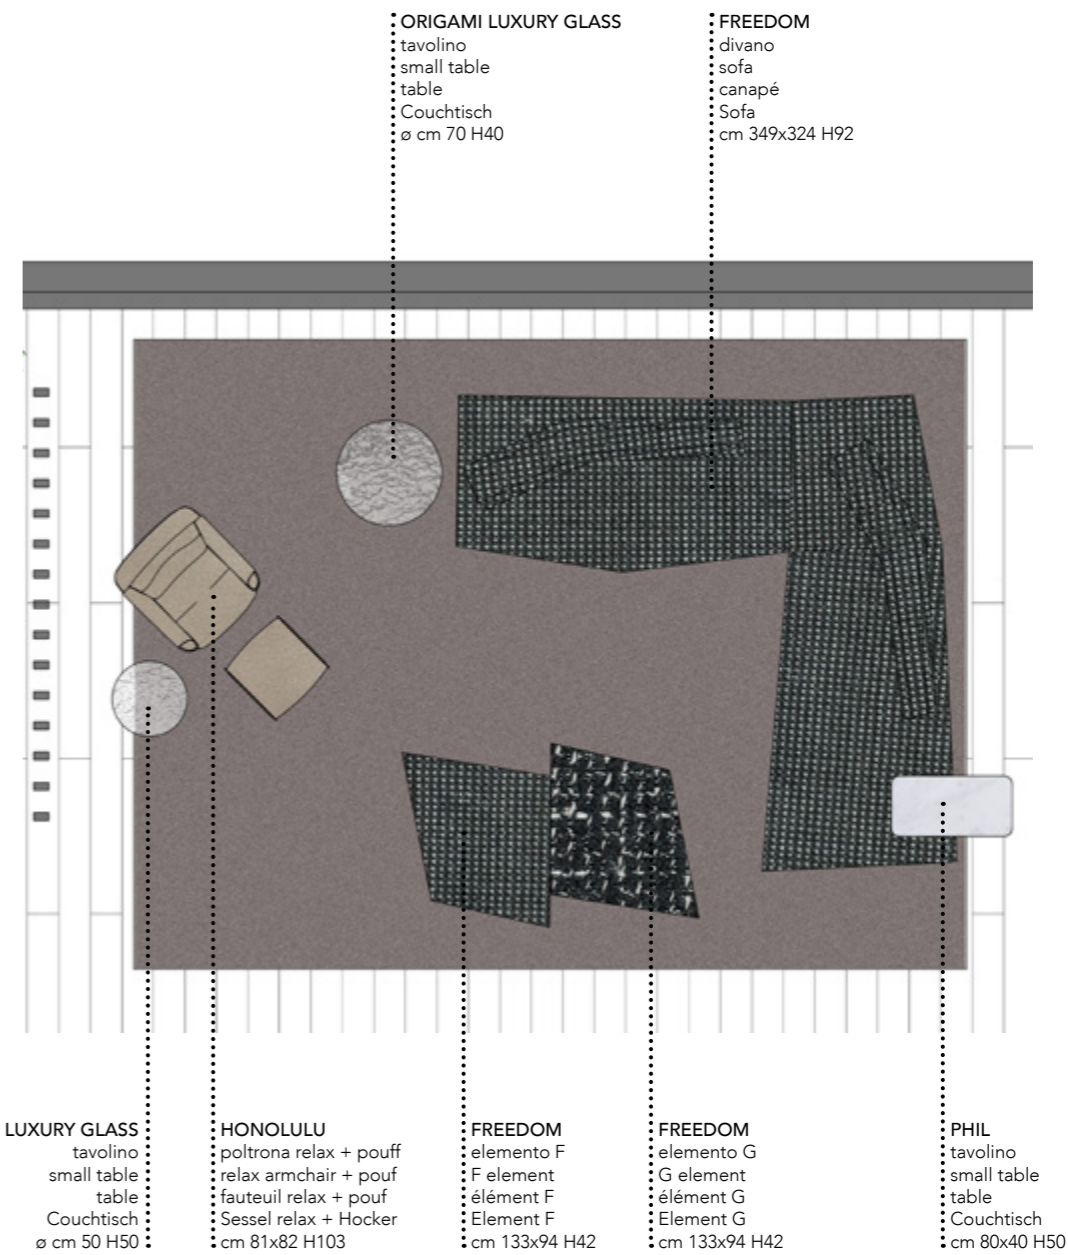 ORIGAMI LUXURY GLASS
tavolino
small table
table
Couchtisch
ø cm 70 H40
FREEDOM
divano
sofa
canapé
Sofa
cm 349x324 H92
LUXURY GLASS
tavolino
small table
table
Couchtisch
ø cm 50 H50
HONOLULU
poltrona relax + pouff
relax armchair + pouf
fauteuil relax + pouf
Sessel relax + Hocker
cm 81x82 H103
FREEDOM
elemento F
F element
élément F
Element F
cm 133x94 H42
FREEDOM
elemento G
G element
élément G
Element G
cm 133x94 H42
PHIL
tavolino
small table
table
Couchtisch
cm 80x40 H50